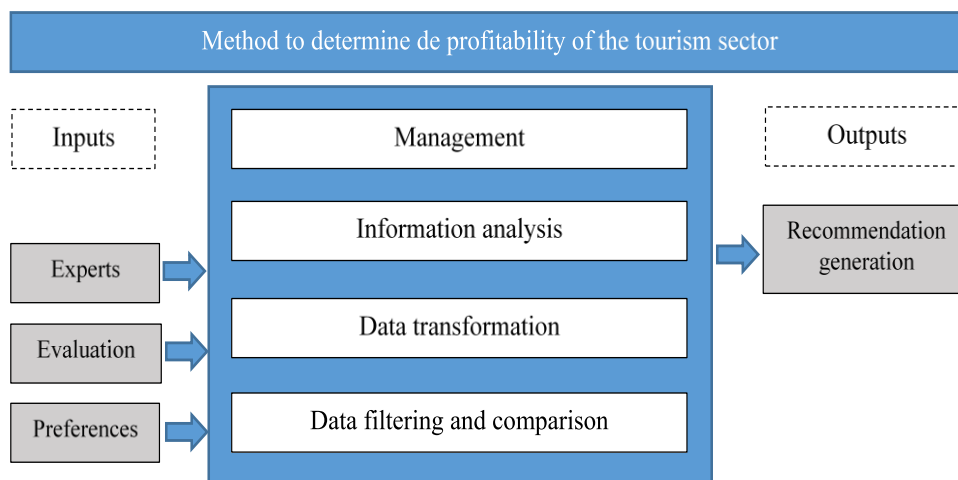 Method to determine de profitability of the tourism sector
Inputs
Management
Outputs
Information analysis
Recommendation
generation
Experts
Data transformation
Evaluation
Data filtering and comparison
Preferences